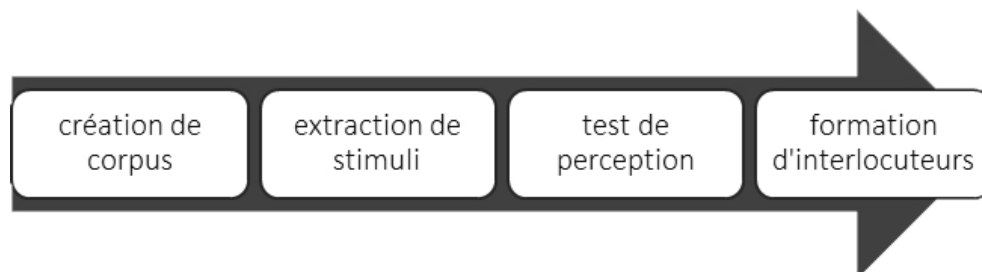 création de
corpus
extraction de
stimuli
test de
perception
formation
d'interlocuteurs